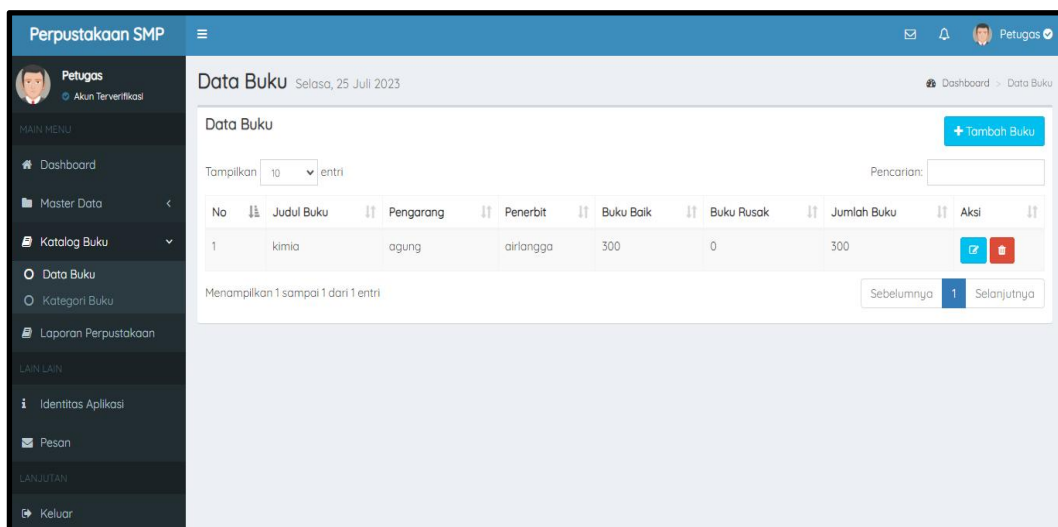 Perpustakaan SMP
Petugas
Petugas
Akun Terverifikasi
MAIN MENU
Dashboard
Master Data
Katalog Buku
Data Buku
Kategori Buku
Laporan Perpustakaan
LAIN LAIN
Identitas Aplikasi
Pesan
LANJUTAN
Keluar
Data Buku Selasa, 25 Juli 2023
Dashboard > Data Buku
Data Buku
+ Tambah Buku
Tampilkan 10 entri
Pencarian:
No Judul Buku Pengarang Penerbit Buku Baik Buku Rusak Jumlah Buku Aksi
1 kimia agung airlangga 300 0 300
Menampilkan 1 sampai 1 dari 1 entri
Sebelumnya 1 Selanjutnya